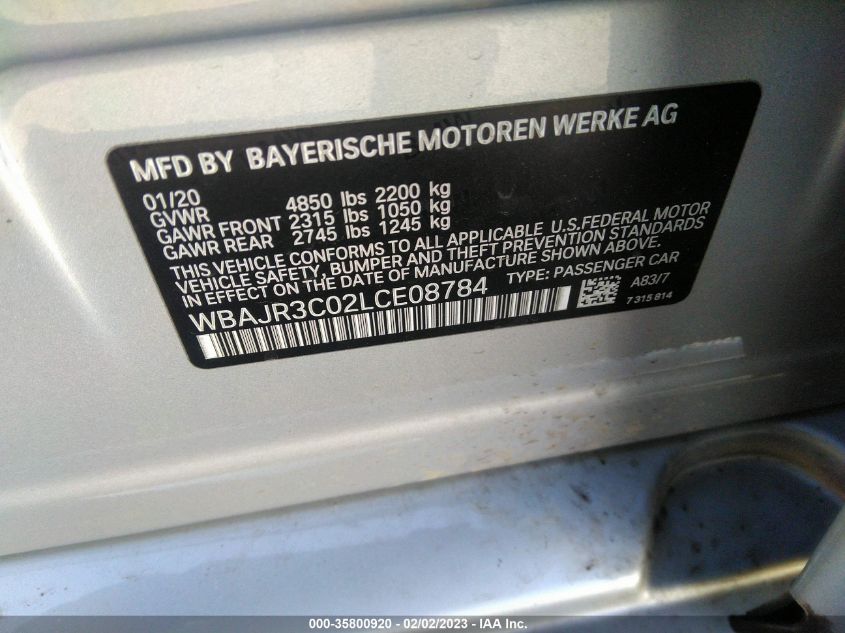 MFD BY BAYERISCHE MOTOREN WERKE AG
01/20
GVWR 4850 lbs 2200 kg
GAWR FRONT 2315 lbs 1050 kg
GAWR REAR 2745 lbs 1245 kg
THIS VEHICLE CONFORMS TO ALL APPLICABLE U.S.FEDERAL MOTOR
VEHICLE SAFETY, BUMPER AND THEFT PREVENTION STANDARDS
IN EFFECT ON THE DATE OF MANUFACTURE SHOWN ABOVE.
WBAJR3C02LCE08784 TYPE: PASSENGER CAR
A83/7
7 315 814
000-35800920 - 02/02/2023 - IAA Inc.